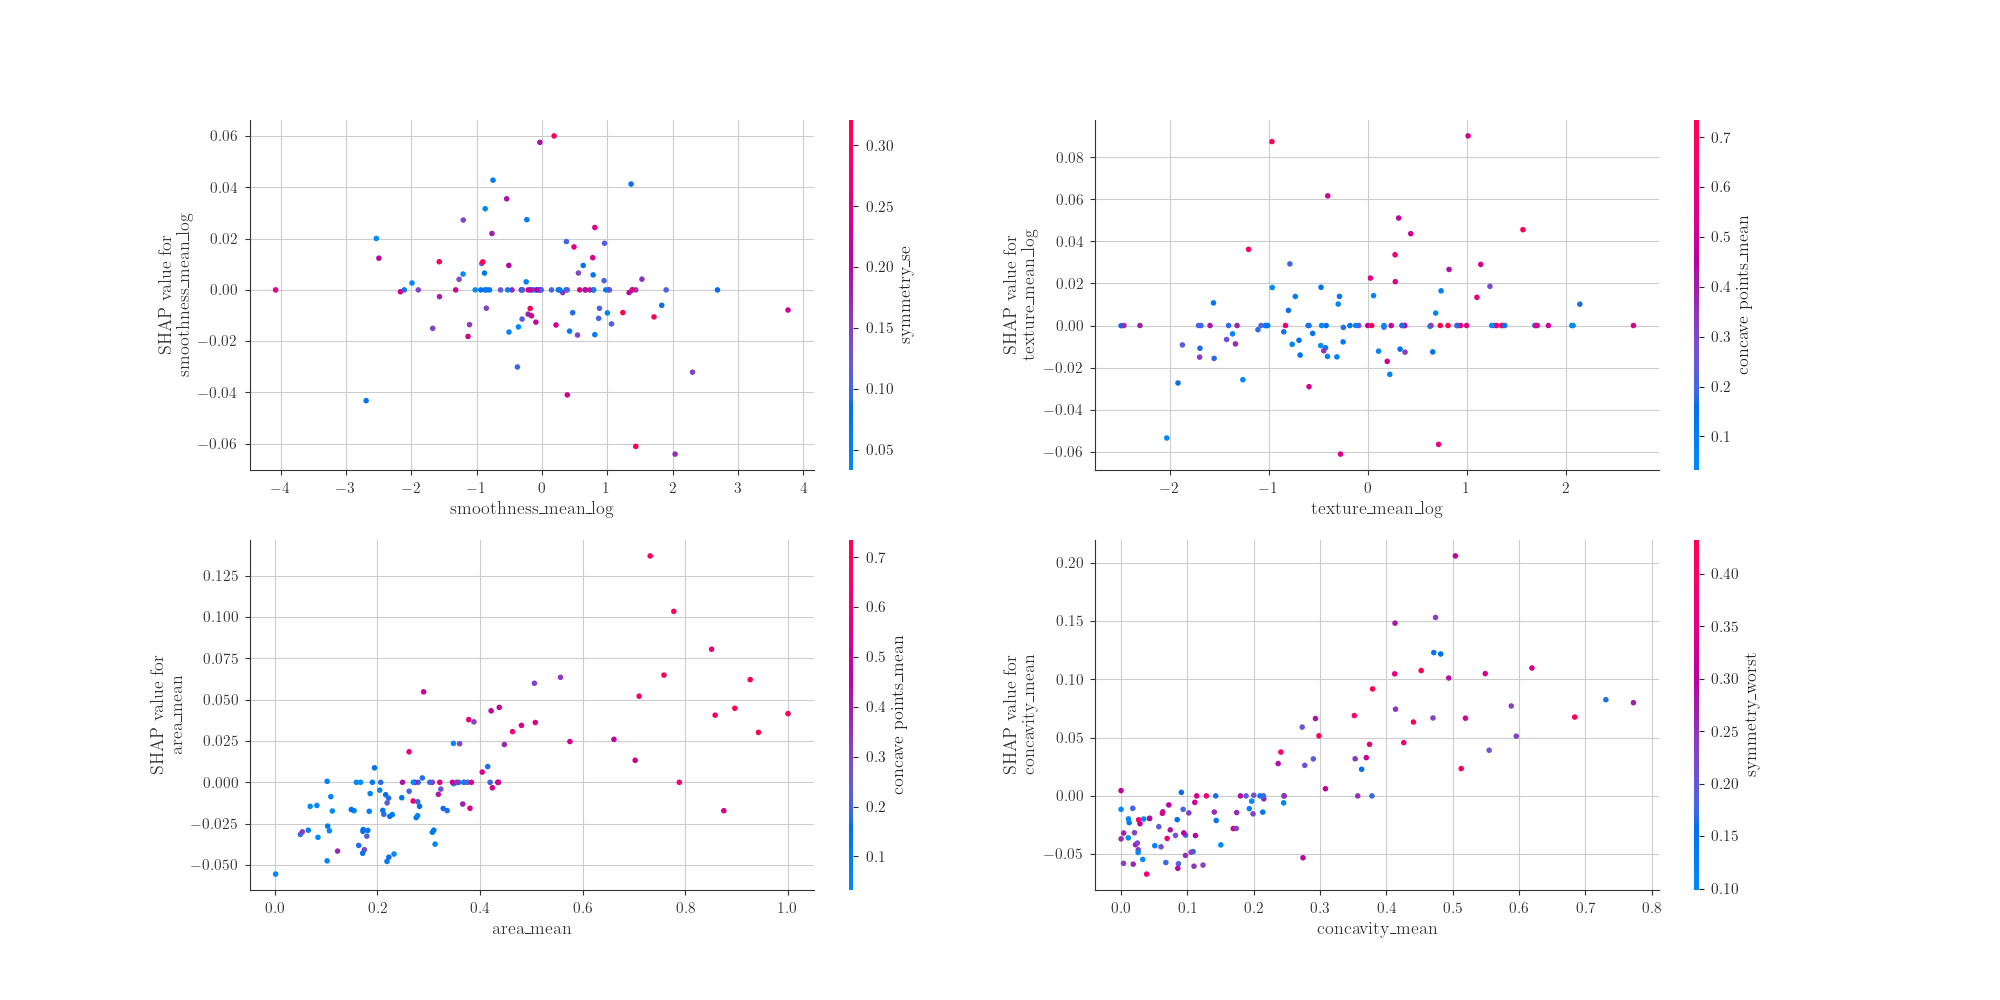 0.06
0.04
0.02
0.00
−0.02
−0.04
−0.06
SHAP value for
smoothness_mean_log
−4 −3 −2 −1 0 1 2 3 4
smoothness_mean_log
0.30
0.25
0.20
0.15
0.10
0.05
symmetry_se
0.08
0.06
0.04
0.02
0.00
−0.02
−0.04
−0.06
SHAP value for
texture_mean_log
−2 −1 0 1 2
texture_mean_log
0.7
0.6
0.5
0.4
0.3
0.2
0.1
concave points_mean
0.125
0.100
0.075
0.050
0.025
0.000
−0.025
−0.050
SHAP value for
area_mean
0.0 0.2 0.4 0.6 0.8 1.0
area_mean
0.7
0.6
0.5
0.4
0.3
0.2
0.1
concave points_mean
0.20
0.15
0.10
0.05
0.00
−0.05
SHAP value for
concavity_mean
0.0 0.1 0.2 0.3 0.4 0.5 0.6 0.7 0.8
concavity_mean
0.40
0.35
0.30
0.25
0.20
0.15
0.10
symmetry_worst